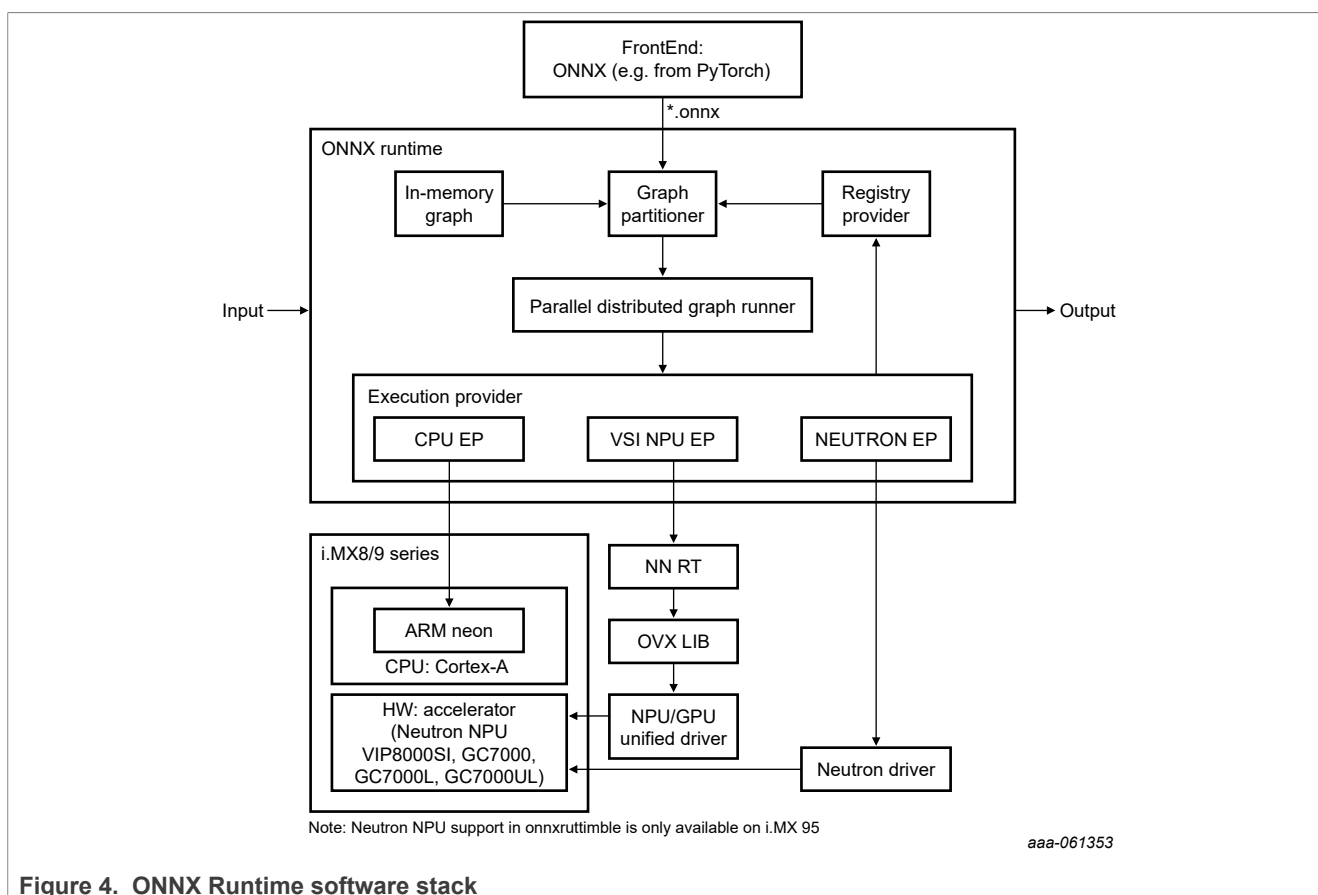 FrontEnd:
ONNX (e.g. from PyTorch)
*.onnx
ONNX runtime
In-memory
graph
Graph
partitioner
Registry
provider
Parallel distributed graph runner
Input
Output
Execution provider
CPU EP
VSI NPU EP
NEUTRON EP
i.MX8/9 series
ARM neon
CPU: Cortex-A
NN RT
OVX LIB
HW: accelerator
(Neutron NPU
VIP8000SI, GC7000,
GC7000L, GC7000UL)
NPU/GPU
unified driver
Neutron driver
Note: Neutron NPU support in onnxruttimble is only available on i.MX 95
aaa-061353
Figure 4. ONNX Runtime software stack